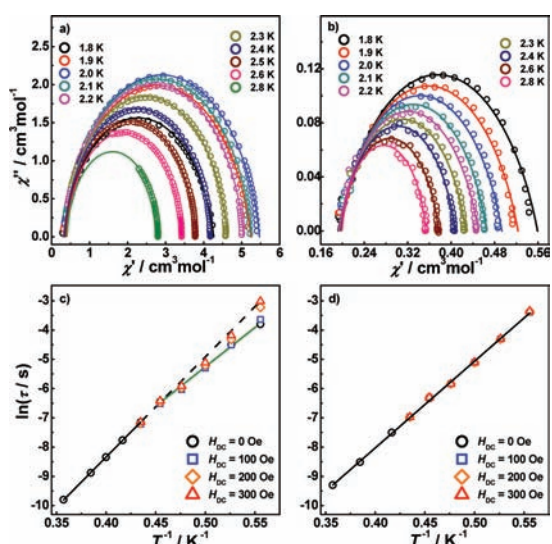 a)
1.8 K
1.9 K
2.0 K
2.1 K
2.2 K
2.3 K
2.4 K
2.5 K
2.6 K
2.8 K
χ'' / cm³mol⁻¹
2.5
2.0
1.5
1.0
0.5
0.0
0 1 2 3 4 5 6
χ' / cm³mol⁻¹
b)
1.8 K
1.9 K
2.0 K
2.1 K
2.2 K
2.3 K
2.4 K
2.6 K
2.8 K
0.12
0.08
0.04
0.00
0.16 0.24 0.32 0.40 0.48 0.56
χ' / cm³mol⁻¹
c)
ln(τ / s)
-3
-4
-5
-6
-7
-8
-9
-10
H_DC = 0 Oe
H_DC = 100 Oe
H_DC = 200 Oe
H_DC = 300 Oe
0.35 0.40 0.45 0.50 0.55
T⁻¹ / K⁻¹
d)
-3
-4
-5
-6
-7
-8
-9
-10
H_DC = 0 Oe
H_DC = 100 Oe
H_DC = 200 Oe
H_DC = 300 Oe
0.35 0.40 0.45 0.50 0.55
T⁻¹ / K⁻¹